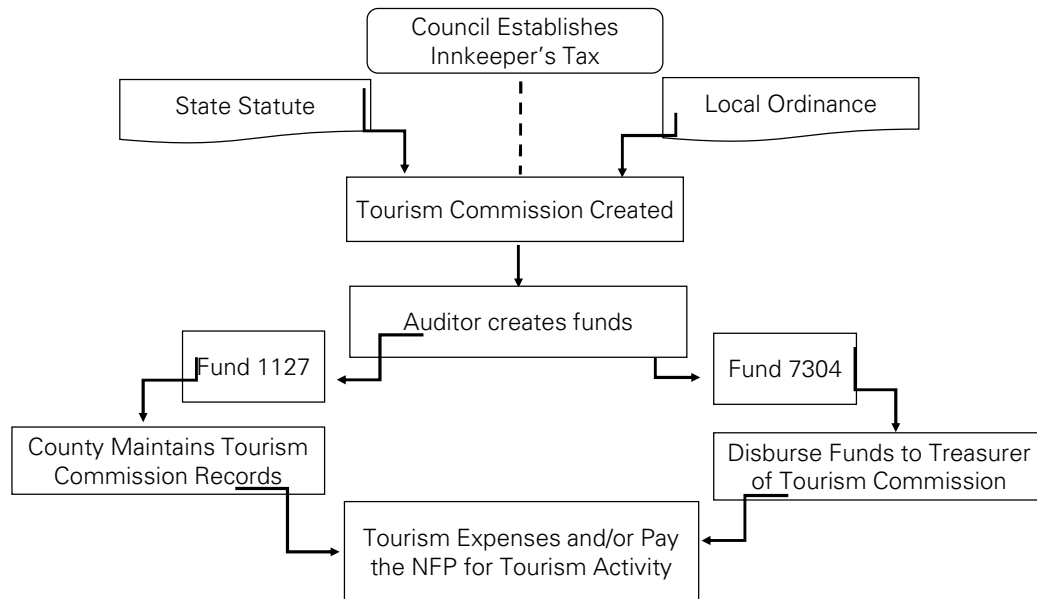 Council Establishes
Innkeeper’s Tax
State Statute
Local Ordinance
Tourism Commission Created
Auditor creates funds
Fund 1127
Fund 7304
County Maintains Tourism
Commission Records
Disburse Funds to Treasurer
of Tourism Commission
Tourism Expenses and/or Pay
the NFP for Tourism Activity